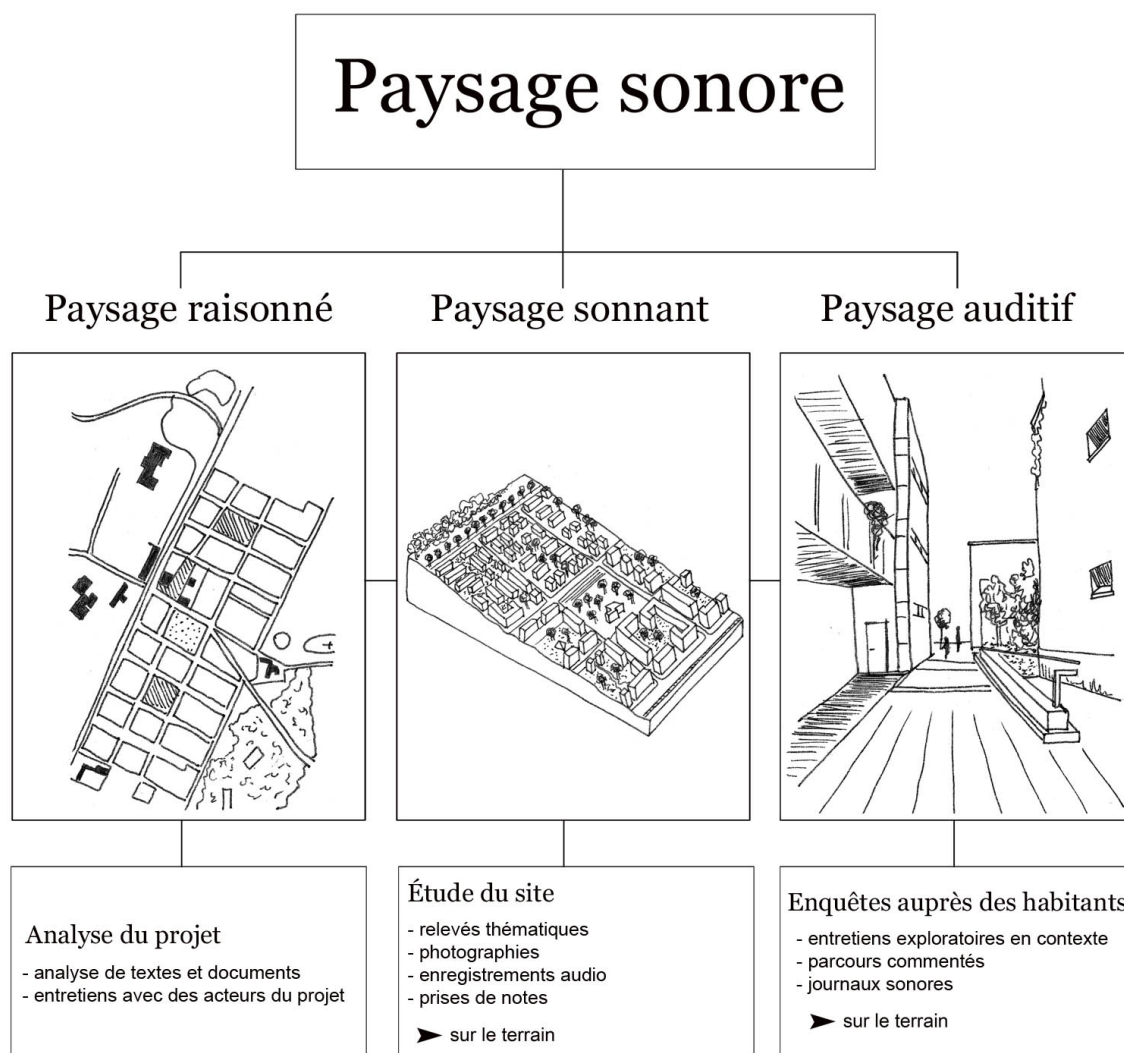 Paysage sonore
Paysage raisonné
Paysage sonnant
Paysage auditif
Analyse du projet
- analyse de textes et documents
- entretiens avec des acteurs du projet
Étude du site
- relevés thématiques
- photographies
- enregistrements audio
- prises de notes
➤ sur le terrain
Enquêtes auprès des habitants
- entretiens exploratoires en contexte
- parcours commentés
- journaux sonores
➤ sur le terrain